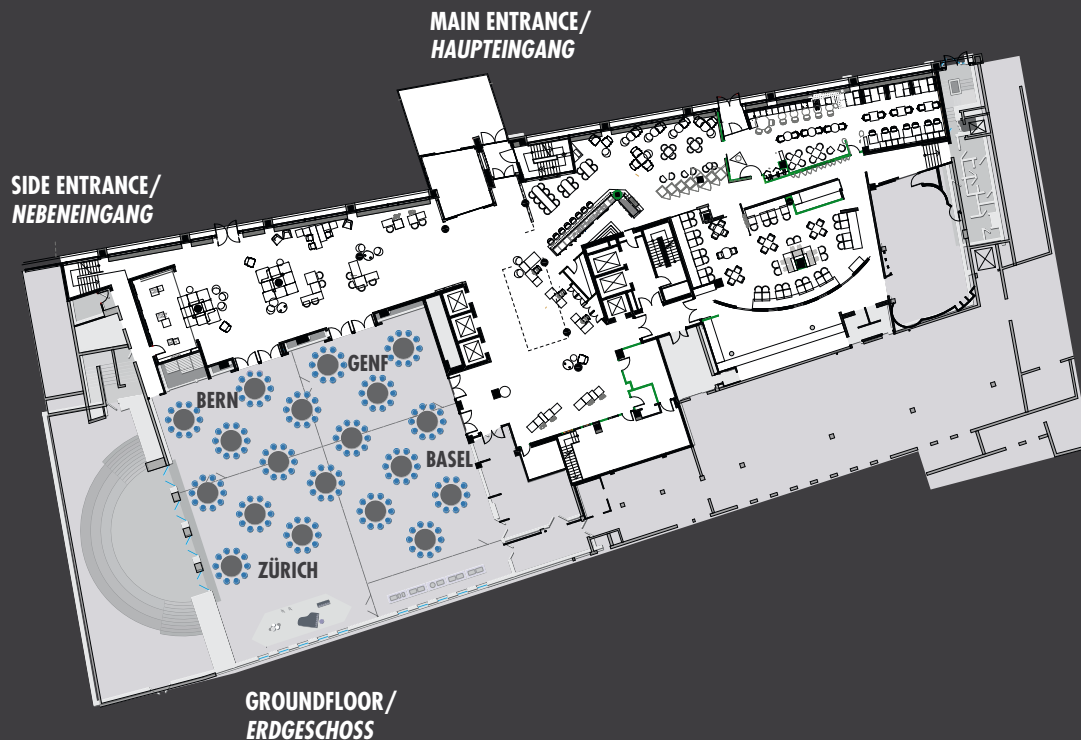 MAIN ENTRANCE/
HAUPTEINGANG
SIDE ENTRANCE/
NEBENEINGANG
GENF
BERN
BASEL
ZÜRICH
GROUNDFLOOR/
ERDGESCHOSS